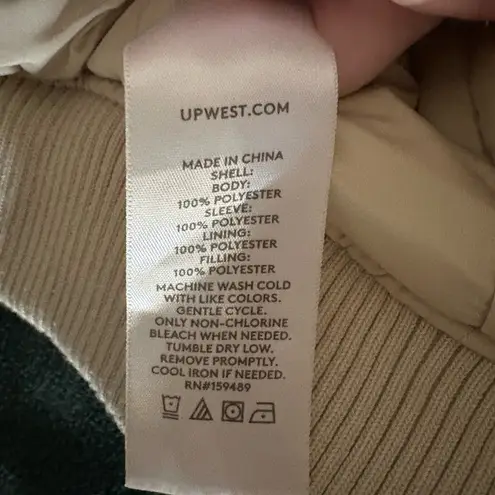 UPWEST.COM
MADE IN CHINA
SHELL:
BODY:
100% POLYESTER
SLEEVE:
100% POLYESTER
LINING:
100% POLYESTER
FILLING:
100% POLYESTER
MACHINE WASH COLD
WITH LIKE COLORS.
GENTLE CYCLE.
ONLY NON-CHLORINE
BLEACH WHEN NEEDED.
TUMBLE DRY LOW.
REMOVE PROMPTLY.
COOL IRON IF NEEDED.
RN#159489